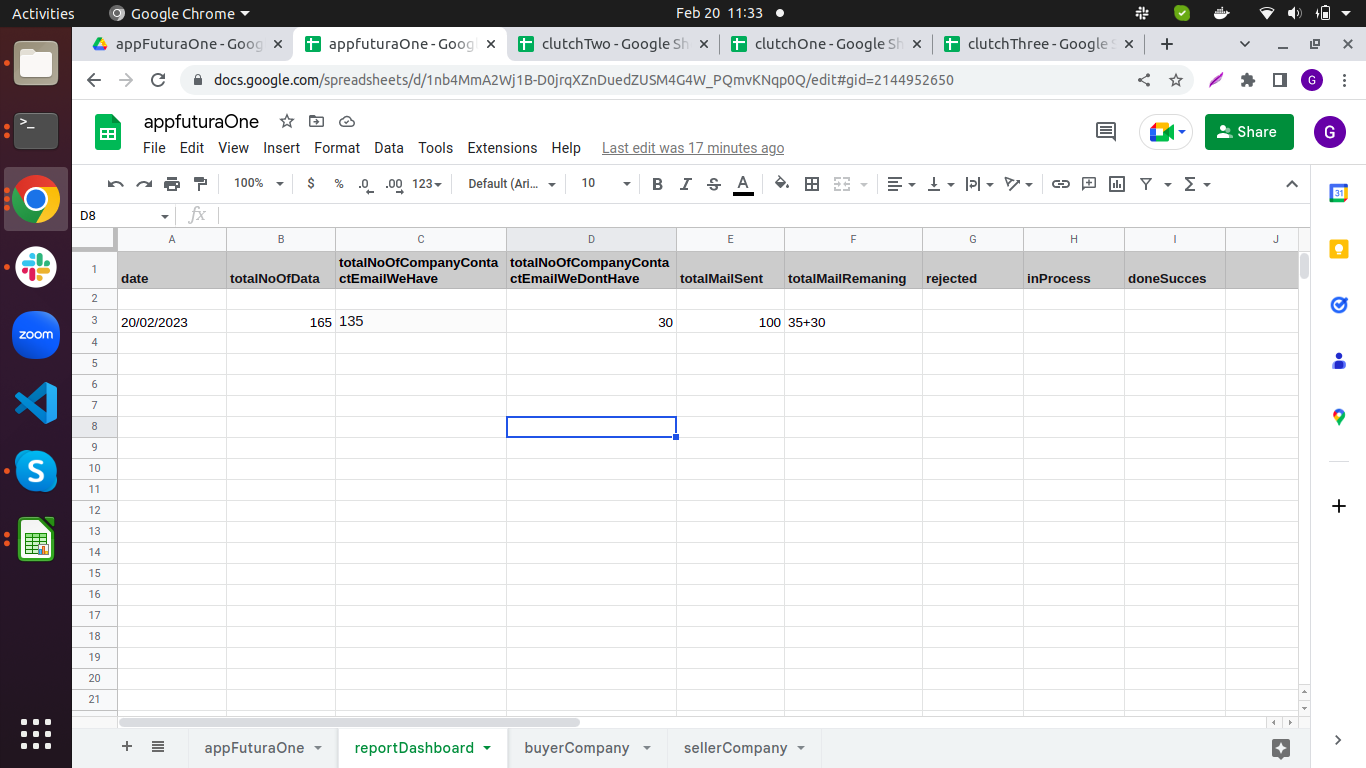 Activities
Google Chrome
Feb 20 11:33
appFuturaOne - Goog
appfuturaOne - Goog
clutchTwo - Google Sh
clutchOne - Google Sh
clutchThree - Google S
docs.google.com/spreadsheets/d/1nb4MmA2Wj1B-D0jrqXZnDuedZUSM4G4W_PQmvKNqp0Q/edit#gid=2144952650
G
appfuturaOne
Share
G
File Edit View Insert Format Data Tools Extensions Help Last edit was 17 minutes ago
100% $ % .0 .00 123 Default (Ari... 10 B I S A
31
D8 fx
A B C D E F G H I J
1 date totalNoOfData totalNoOfCompanyConta
ctEmailWeHave totalNoOfCompanyConta
ctEmailWeDontHave totalMailSent totalMailRemaning rejected inProcess doneSucces
2
3 20/02/2023 165 135 30 100 35+30
4
5
6
7
8
9
10
11
12
13
14
15
16
17
18
19
20
21
zoom
S
appFuturaOne reportDashboard buyerCompany sellerCompany